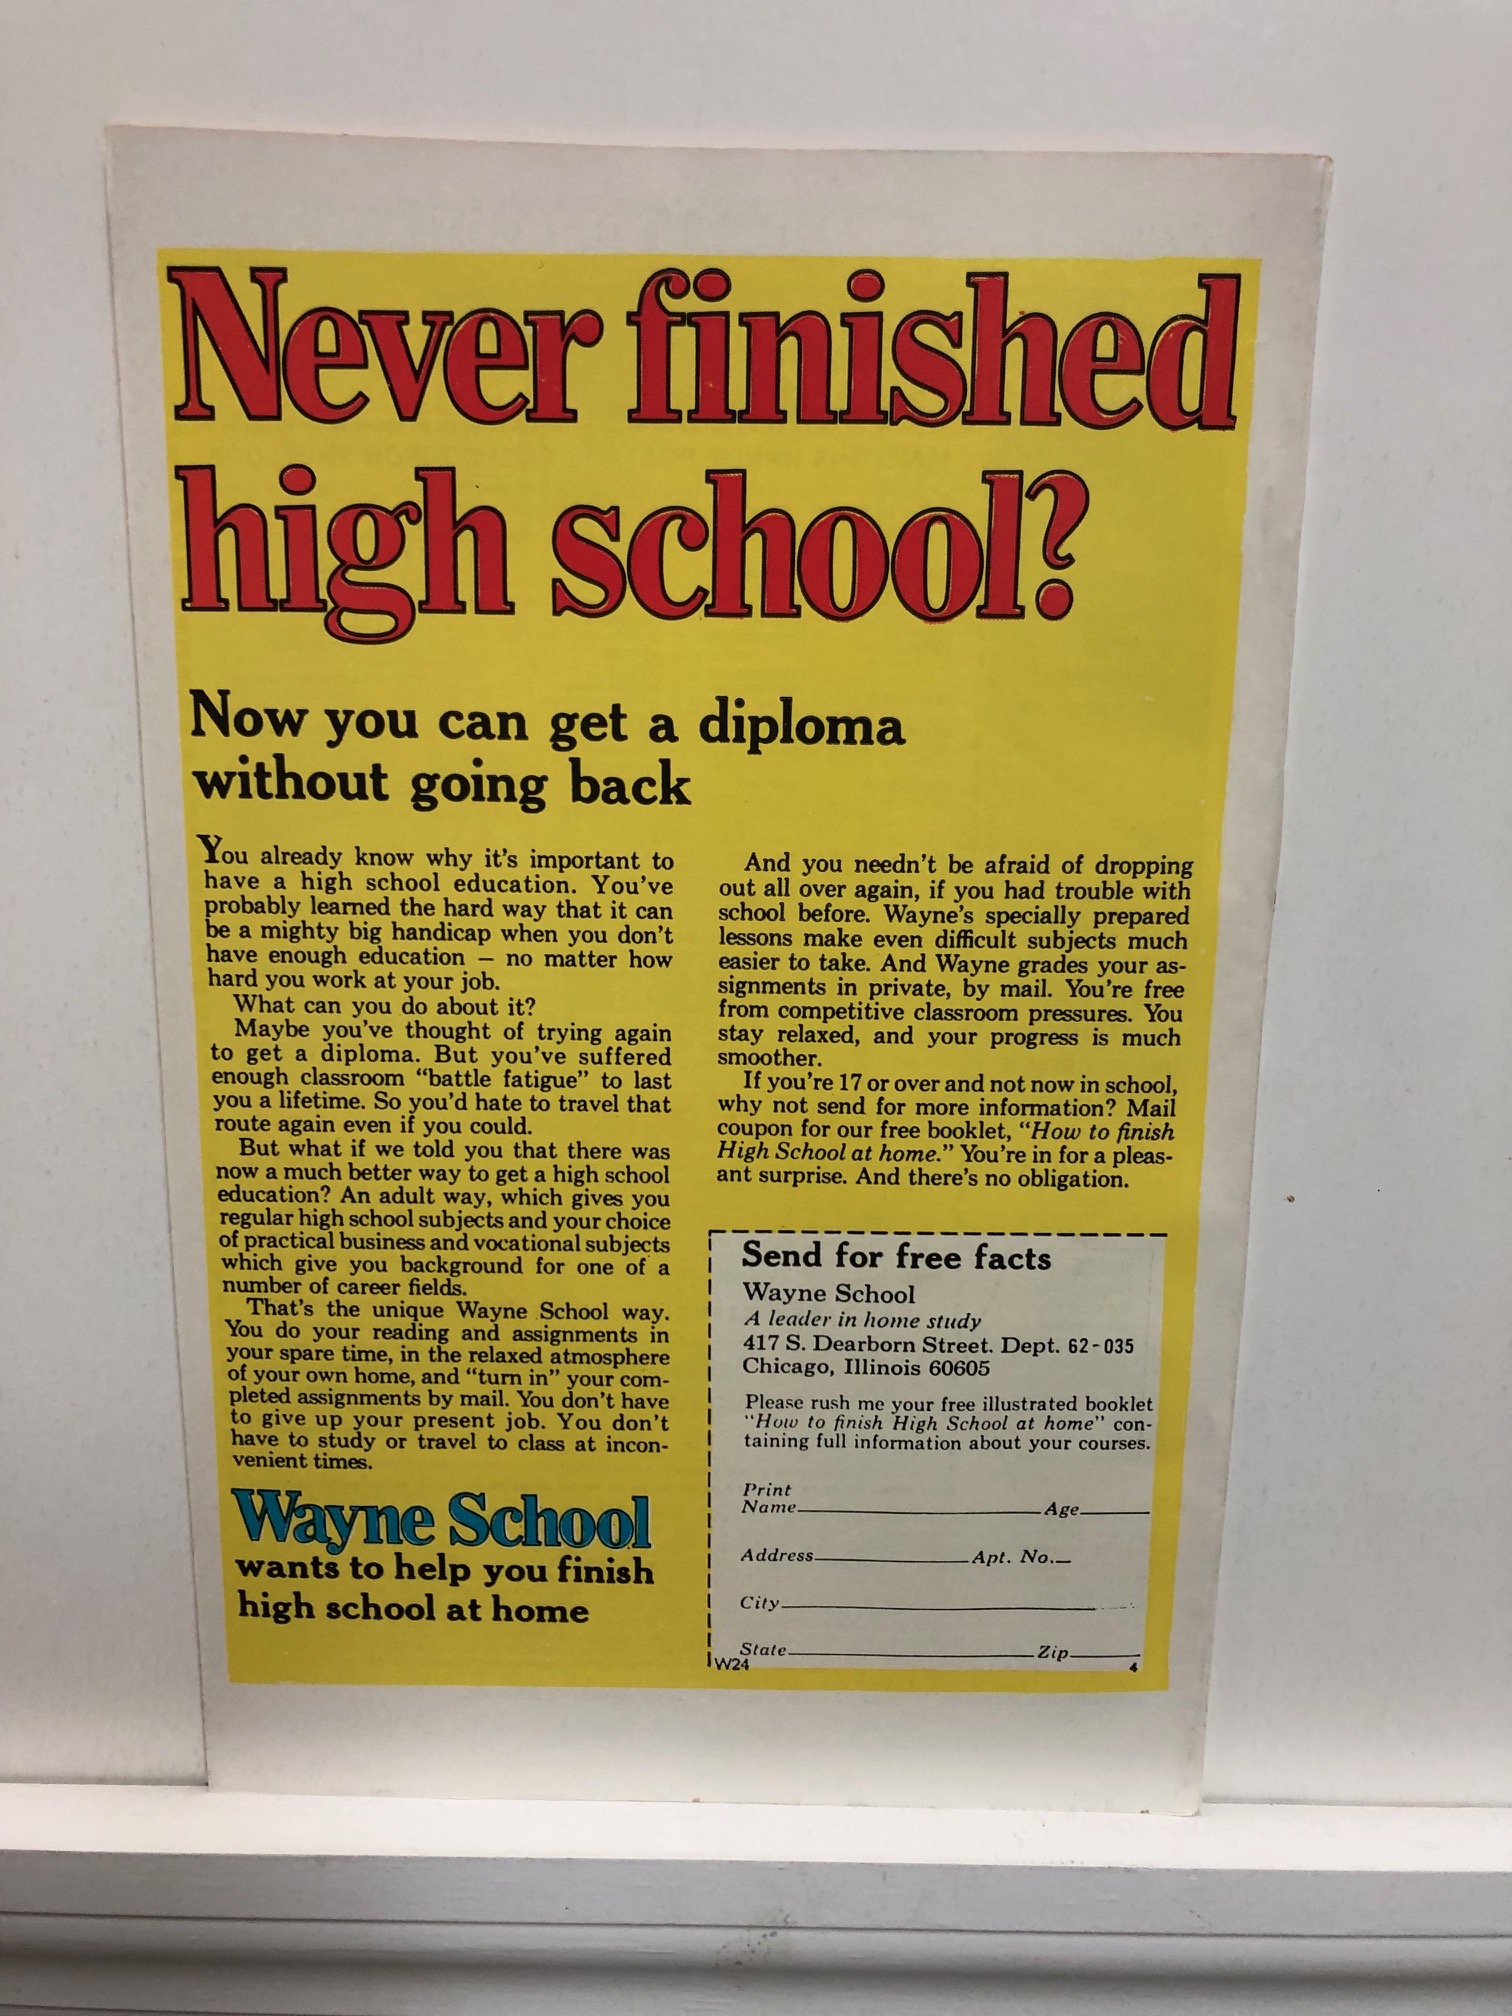 Never finished
high school?
Now you can get a diploma
without going back
You already know why it's important to
have a high school education. You've
probably learned the hard way that it can
be a mighty big handicap when you don't
have enough education — no matter how
hard you work at your job.
What can you do about it?
Maybe you've thought of trying again
to get a diploma. But you've suffered
enough classroom "battle fatigue" to last
you a lifetime. So you'd hate to travel that
route again even if you could.
But what if we told you that there was
now a much better way to get a high school
education? An adult way, which gives you
regular high school subjects and your choice
of practical business and vocational subjects
which give you background for one of a
number of career fields.
That's the unique Wayne School way.
You do your reading and assignments in
your spare time, in the relaxed atmosphere
of your own home, and "turn in" your com-
pleted assignments by mail. You don't have
to give up your present job. You don't
have to study or travel to class at incon-
venient times.
Wayne School
wants to help you finish
high school at home
And you needn't be afraid of dropping
out all over again, if you had trouble with
school before. Wayne's specially prepared
lessons make even difficult subjects much
easier to take. And Wayne grades your as-
signments in private, by mail. You're free
from competitive classroom pressures. You
stay relaxed, and your progress is much
smoother.
If you're 17 or over and not now in school,
why not send for more information? Mail
coupon for our free booklet, "How to finish
High School at home." You're in for a pleas-
ant surprise. And there's no obligation.
Send for free facts
Wayne School
A leader in home study
417 S. Dearborn Street. Dept. 62-035
Chicago, Illinois 60605
Please rush me your free illustrated booklet
"How to finish High School at home" con-
taining full information about your courses.
Print
Name Age
Address Apt. No.
City
State Zip
W24 4